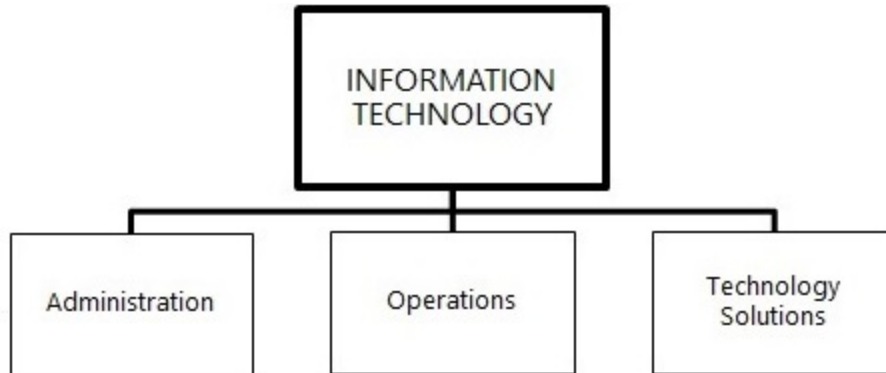 INFORMATION
TECHNOLOGY
Administration
Operations
Technology
Solutions